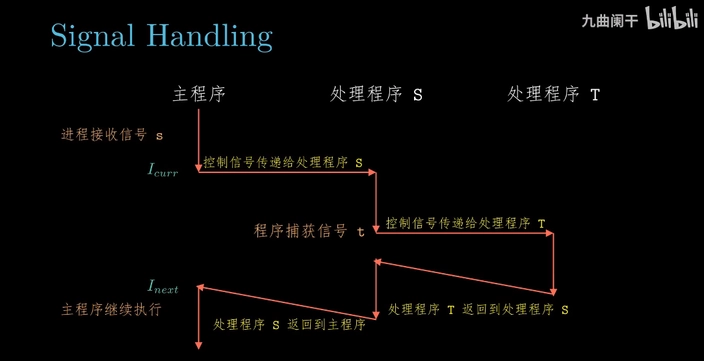 九曲阑干 bilibili
Signal Handling
主程序
处理程序 S
处理程序 T
进程接收信号 s
I_curr
控制信号传递给处理程序 S
程序捕获信号 t
控制信号传递给处理程序 T
I_next
主程序继续执行
处理程序 S 返回到主程序
处理程序 T 返回到处理程序 S